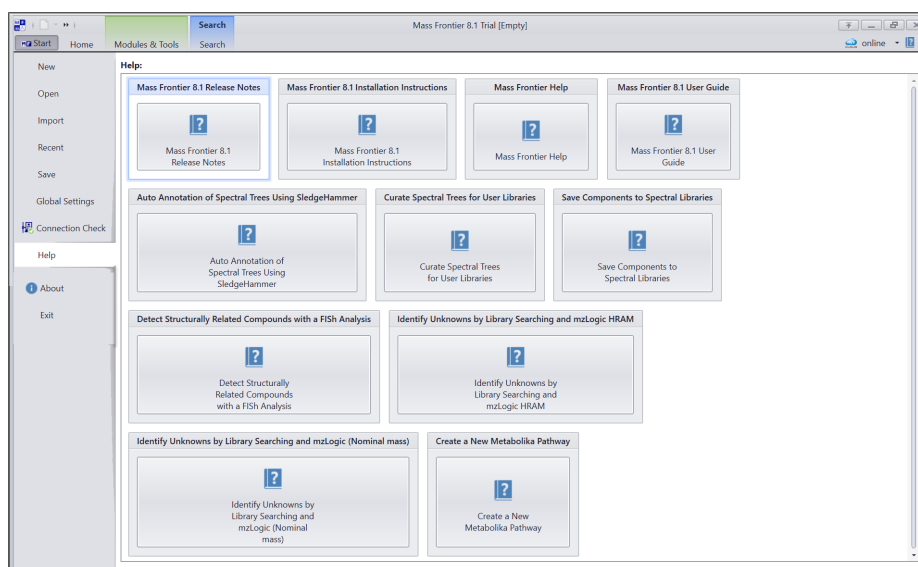 Search
Mass Frontier 8.1 Trial [Empty]
Start
Home
Modules & Tools
Search
online
New
Open
Import
Recent
Save
Global Settings
Connection Check
Help
About
Exit
Help:
Mass Frontier 8.1 Release Notes
Mass Frontier 8.1
Release Notes
Mass Frontier 8.1 Installation Instructions
Mass Frontier 8.1
Installation Instructions
Mass Frontier Help
Mass Frontier Help
Mass Frontier 8.1 User Guide
Mass Frontier 8.1 User
Guide
Auto Annotation of Spectral Trees Using SledgeHammer
Auto Annotation of
Spectral Trees Using
SledgeHammer
Curate Spectral Trees for User Libraries
Curate Spectral Trees
for User Libraries
Save Components to Spectral Libraries
Save Components to
Spectral Libraries
Detect Structurally Related Compounds with a FISh Analysis
Detect Structurally
Related Compounds
with a FISh Analysis
Identify Unknowns by Library Searching and mzLogic HRAM
Identify Unknowns by
Library Searching and
mzLogic HRAM
Identify Unknowns by Library Searching and mzLogic (Nominal mass)
Identify Unknowns by
Library Searching and
mzLogic (Nominal
mass)
Create a New Metabolika Pathway
Create a New
Metabolika Pathway